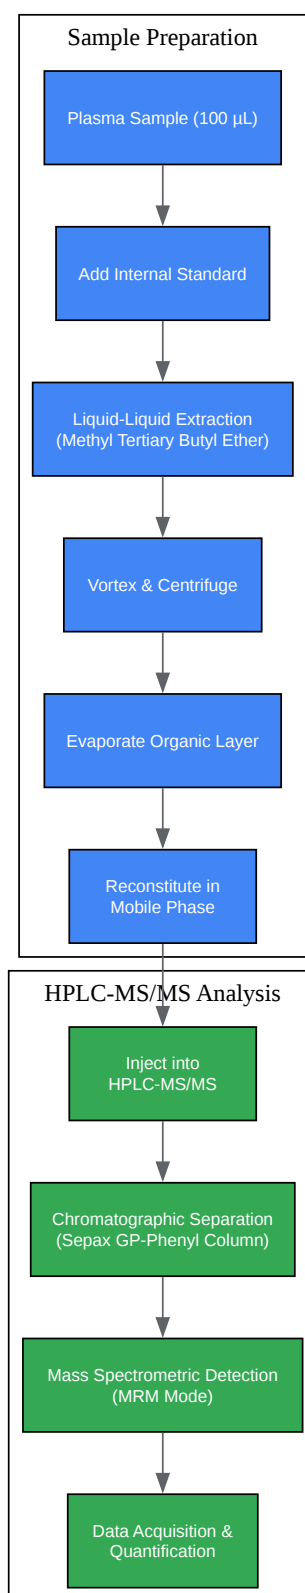 Sample Preparation
Plasma Sample (100 µL)
Add Internal Standard
Liquid-Liquid Extraction
(Methyl Tertiary Butyl Ether)
Vortex & Centrifuge
Evaporate Organic Layer
Reconstitute in
Mobile Phase
HPLC-MS/MS Analysis
Inject into
HPLC-MS/MS
Chromatographic Separation
(Sepax GP-Phenyl Column)
Mass Spectrometric Detection
(MRM Mode)
Data Acquisition &
Quantification